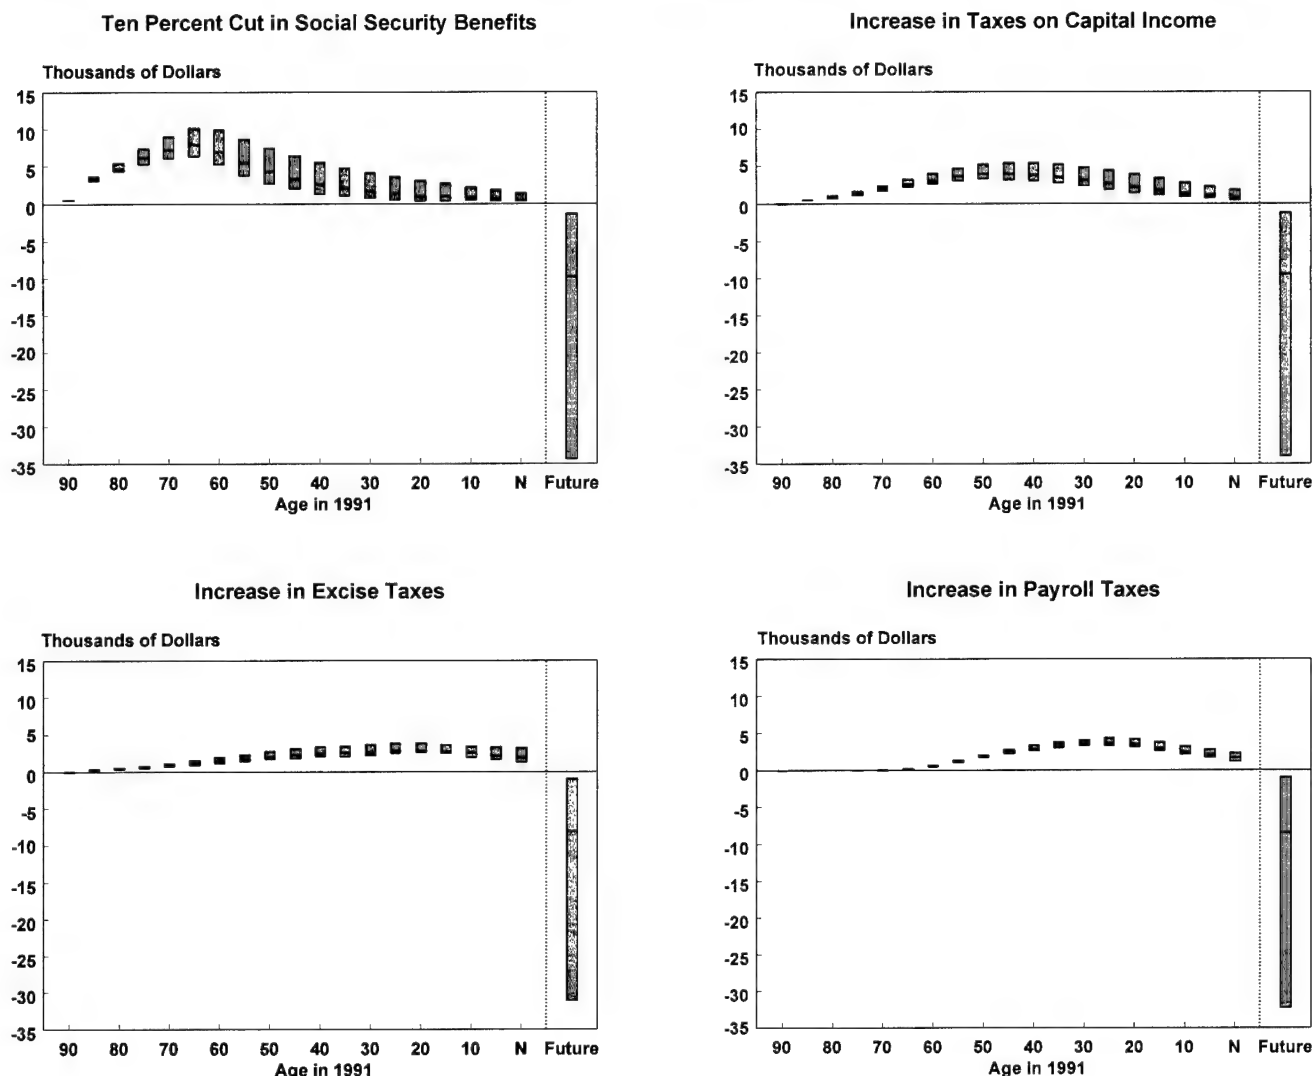 Ten Percent Cut in Social Security Benefits
Thousands of Dollars
15
10
5
0
-5
-10
-15
-20
-25
-30
-35
90 80 70 60 50 40 30 20 10 N Future
Age in 1991
Increase in Taxes on Capital Income
Thousands of Dollars
15
10
5
0
-5
-10
-15
-20
-25
-30
-35
90 80 70 60 50 40 30 20 10 N Future
Age in 1991
Increase in Excise Taxes
Thousands of Dollars
15
10
5
0
-5
-10
-15
-20
-25
-30
-35
90 80 70 60 50 40 30 20 10 N Future
Age in 1991
Increase in Payroll Taxes
Thousands of Dollars
15
10
5
0
-5
-10
-15
-20
-25
-30
-35
90 80 70 60 50 40 30 20 10 N Future
Age in 1991